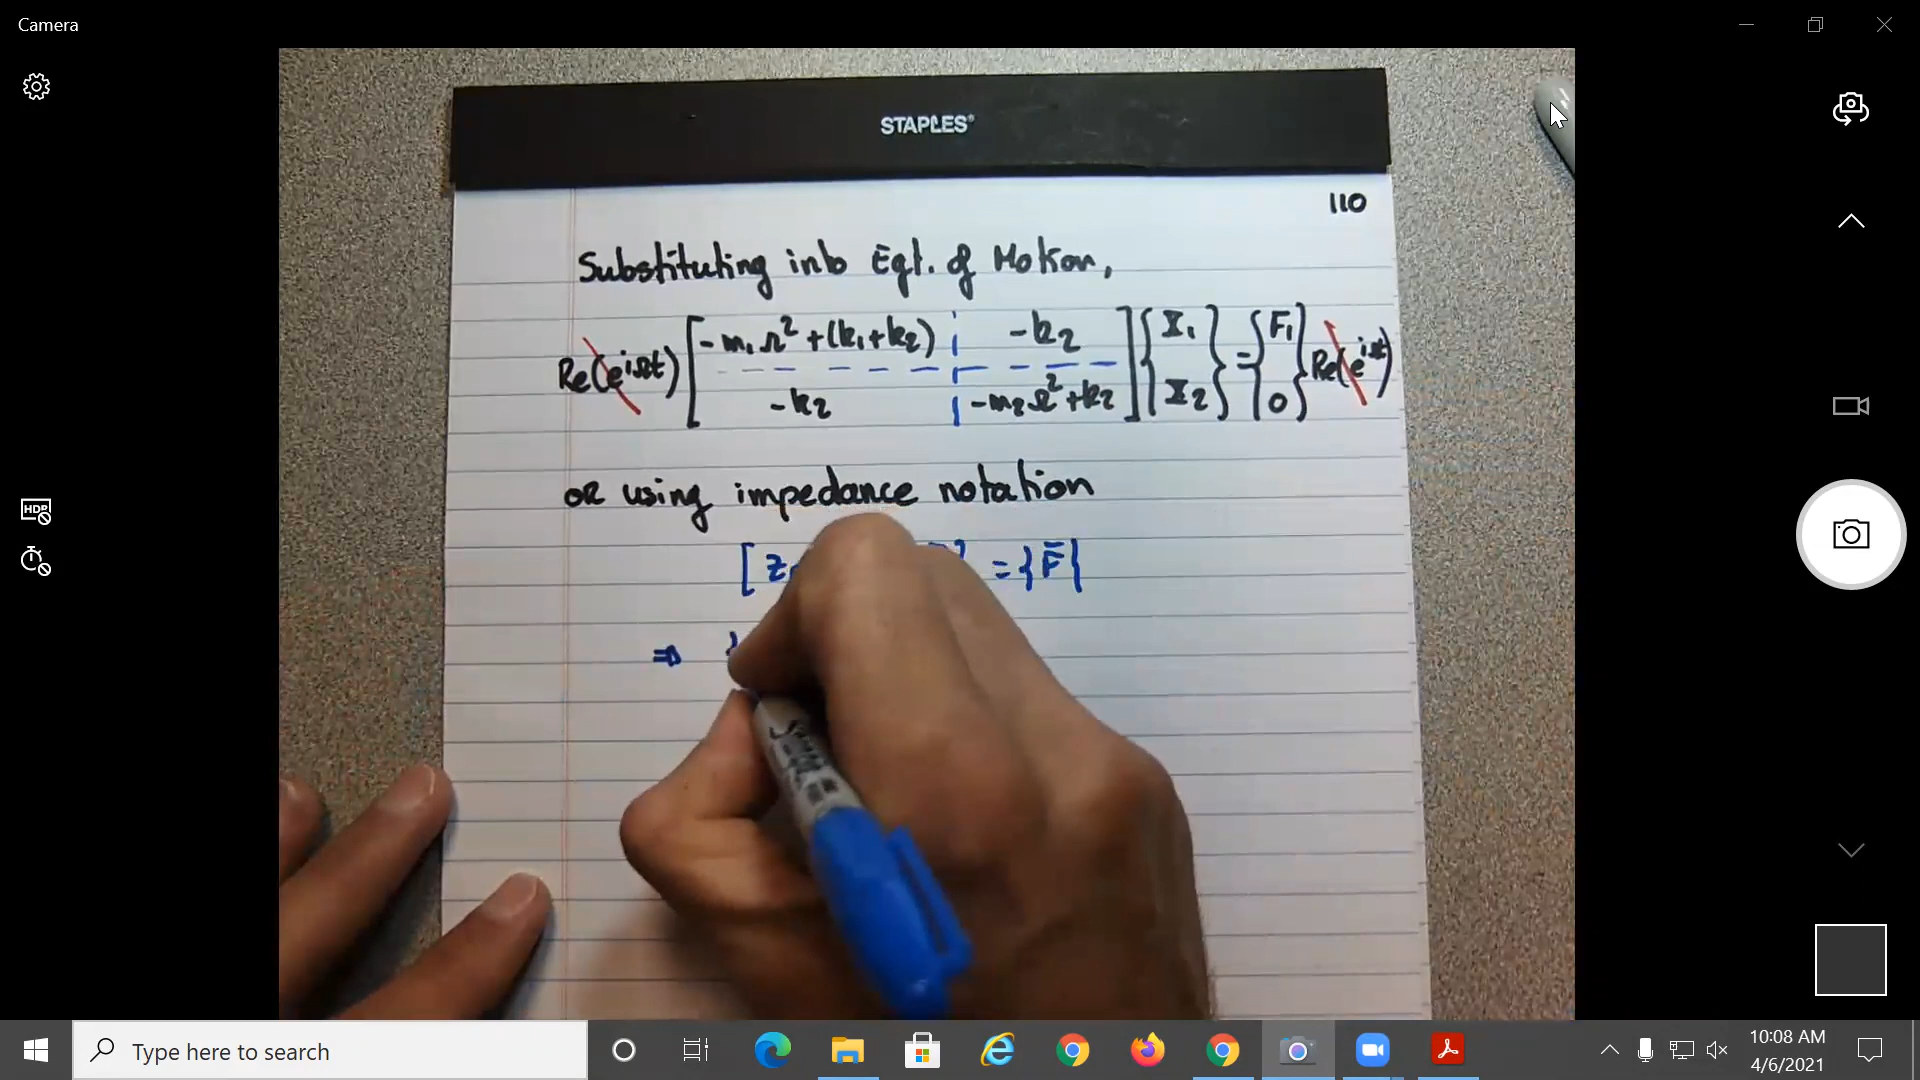 Camera
STAPLES®
110
Substituting into Eqt. of Motion,
Re(e^{iΩt}) [ -m₁Ω²+(k₁+k₂) -k₂ ] { X₁ } = { F₁ } Re(e^{iΩt})
[ -k₂ -m₂Ω²+k₂ ] { X₂ } { 0 }
or using impedance notation
[ Z = { F̄ }
⇒ {
HDR
Type here to search
10:08 AM
4/6/2021